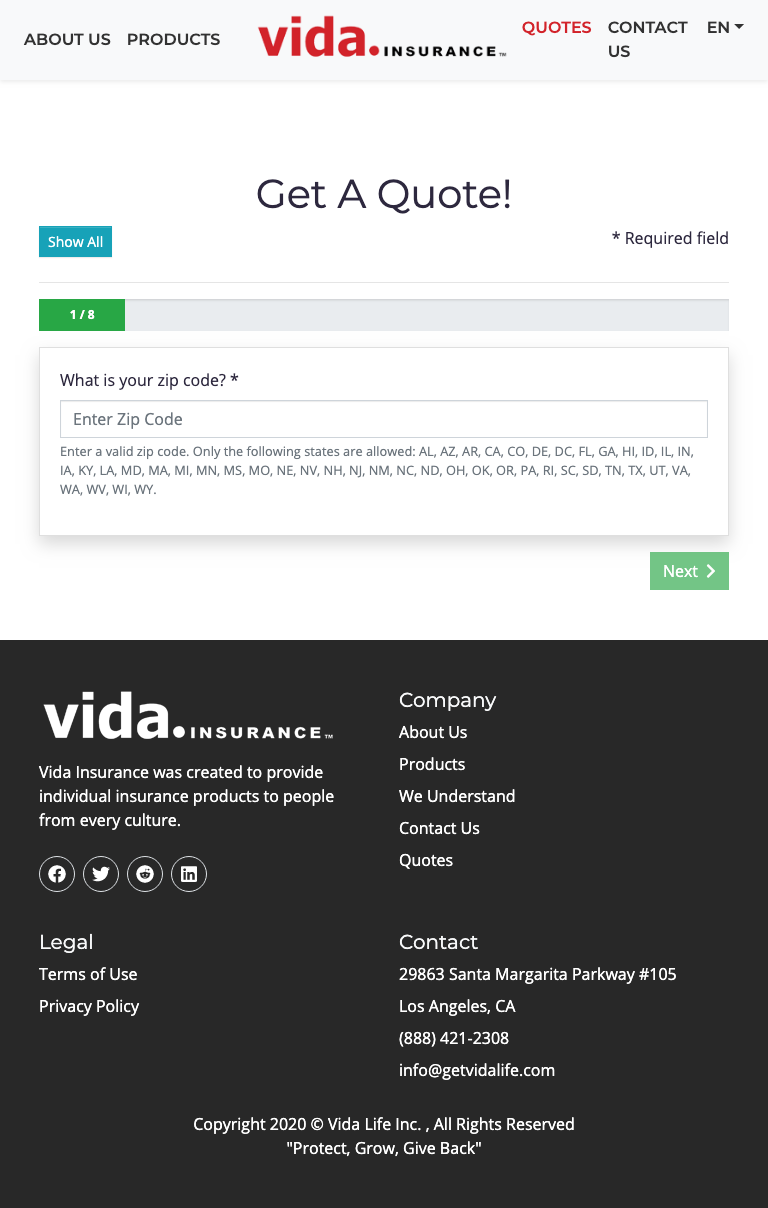 ABOUT US PRODUCTS vida. INSURANCE™ QUOTES CONTACT US EN
Get A Quote!
Show All * Required field
1 / 8
What is your zip code? *
Enter Zip Code
Enter a valid zip code. Only the following states are allowed: AL, AZ, AR, CA, CO, DE, DC, FL, GA, HI, ID, IL, IN,
IA, KY, LA, MD, MA, MI, MN, MS, MO, NE, NV, NH, NJ, NM, NC, ND, OH, OK, OR, PA, RI, SC, SD, TN, TX, UT, VA,
WA, WV, WI, WY.
Next
vida. INSURANCE™
Vida Insurance was created to provide
individual insurance products to people
from every culture.
Company
About Us
Products
We Understand
Contact Us
Quotes
Legal
Terms of Use
Privacy Policy
Contact
29863 Santa Margarita Parkway #105
Los Angeles, CA
(888) 421-2308
info@getvidalife.com
Copyright 2020 © Vida Life Inc. , All Rights Reserved
"Protect, Grow, Give Back"